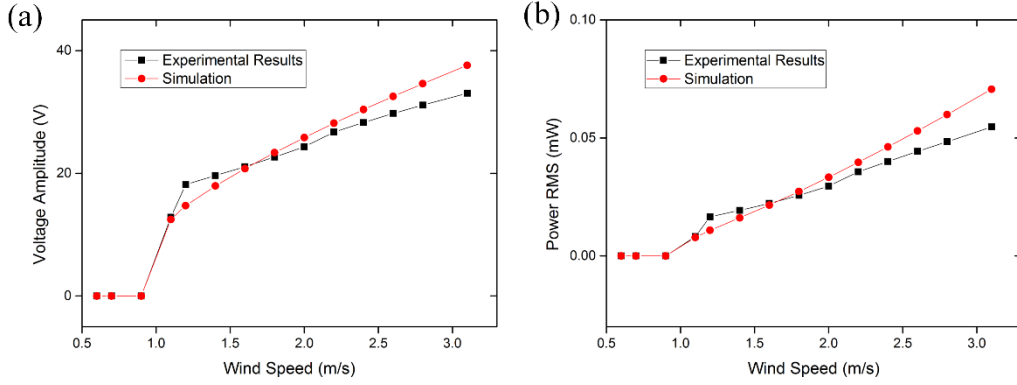 (a)
40
20
0
Voltage Amplitude (V)
Experimental Results
Simulation
0.5 1.0 1.5 2.0 2.5 3.0
Wind Speed (m/s)
(b)
0.10
0.05
0.00
Power RMS (mW)
Experimental Results
Simulation
0.5 1.0 1.5 2.0 2.5 3.0
Wind Speed (m/s)